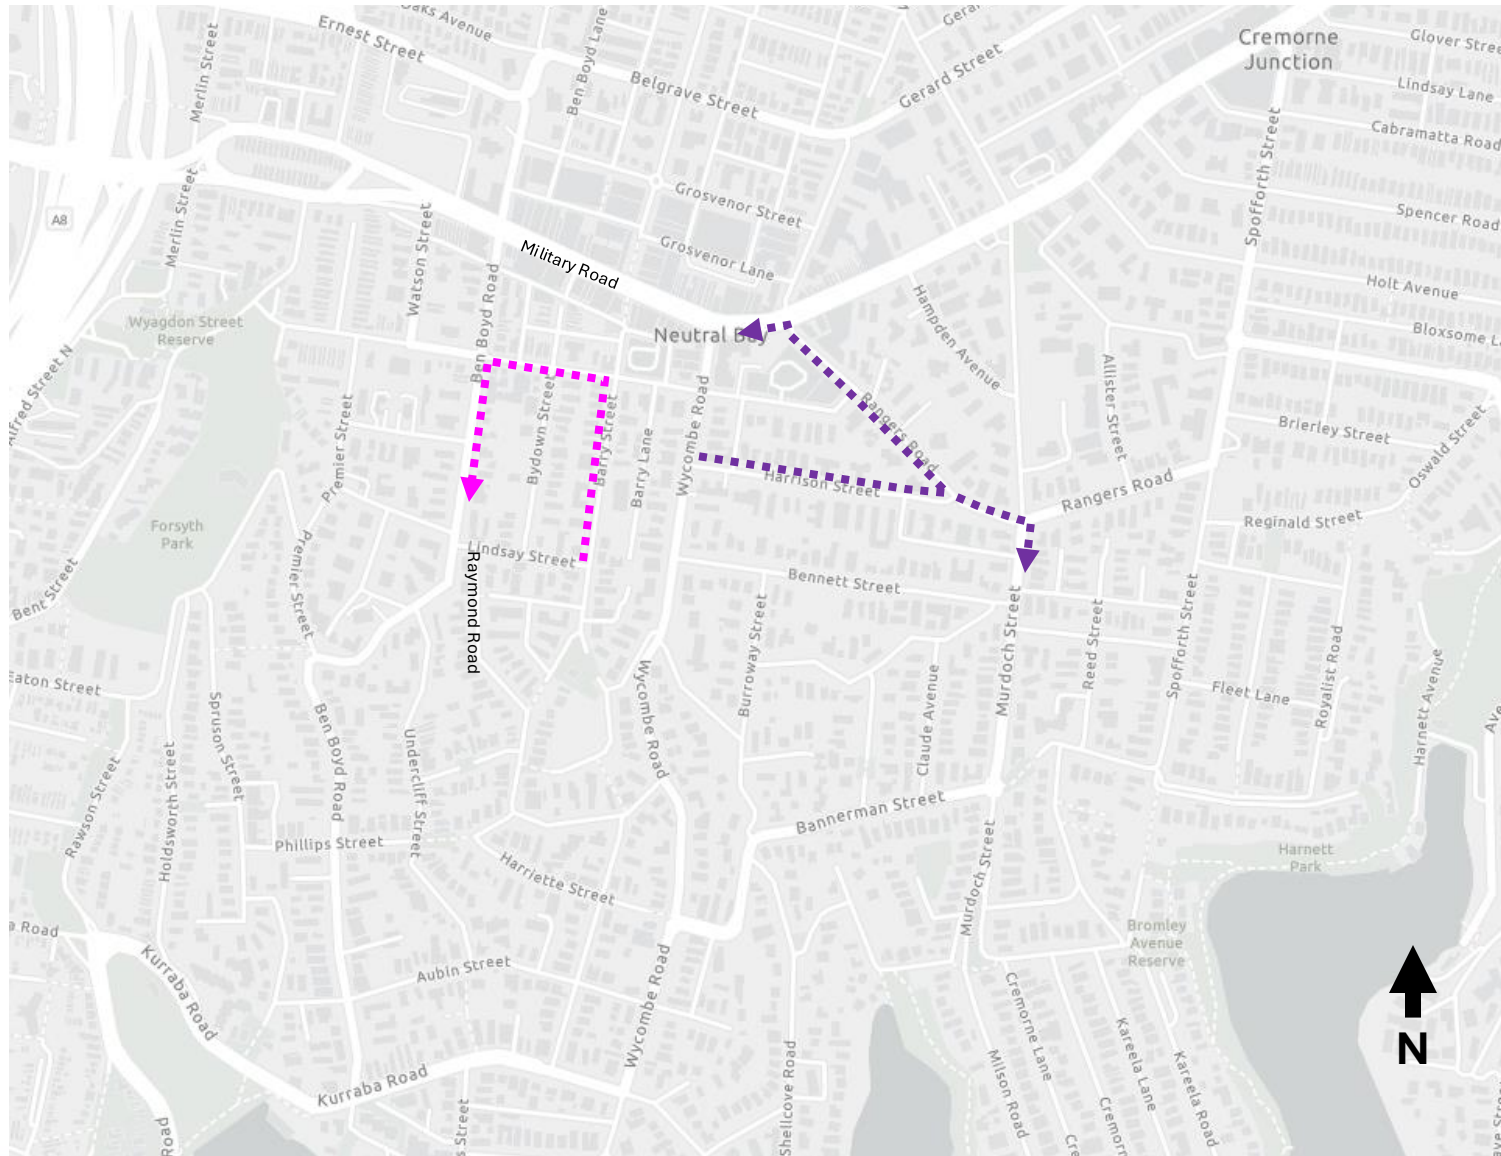 Oaks Avenue
Ernest Street
Merlin Street
Ben Boyd Lane
Belgrave Street
Gerard Street
Cremorne
Junction
Glover Stree
Lindsay Lane
Cabramatta Road
Spofforth Street
Spencer Road
Holt Avenue
Bloxsome L
Grosvenor Street
Grosvenor Lane
Military Road
A8
Merlin Street
Watson Street
Ben Boyd Road
Wyagdon Street
Reserve
Neutral Bay
Hampden Avenue
Rangers Road
Allister Street
Brierley Street
Oswald Street
Alfred Street N
Premier Street
Bydown Street
Barry Street
Barry Lane
Wycombe Road
Harrison Street
Rangers Road
Reginald Street
Forsyth
Park
Lindsay Street
Raymond Road
Bent Street
Premier Street
Bennett Street
Burroway Street
Murdoch Street
Reed Street
Spofforth Street
Fleet Lane
Royalist Road
Harnett Avenue
Ave
Eaton Street
Spruson Street
Ben Boyd Road
Undercliff Street
Wycombe Road
Claude Avenue
Rawson Street
Holdsworth Street
Phillips Street
Harriette Street
Bannerman Street
Murdoch Street
Harnett
Park
Bromley
Avenue
Reserve
a Road
Kurraba Road
Aubin Street
Wycombe Road
Cremorne Lane
Kareela Lane
Kareela Road
Milson Road
Shellcove Road
Kurraba Road
Road
s Street
Cre
Cremorn
N